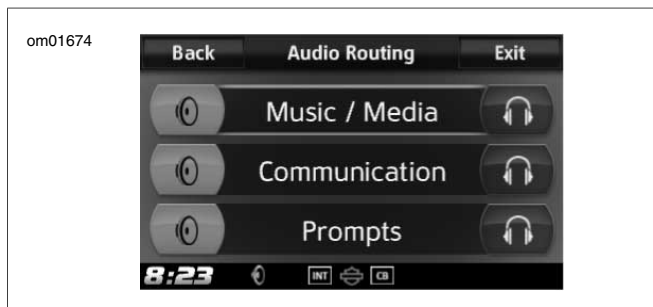 om01674
Back Audio Routing Exit
Music / Media
Communication
Prompts
8:23 INT CB